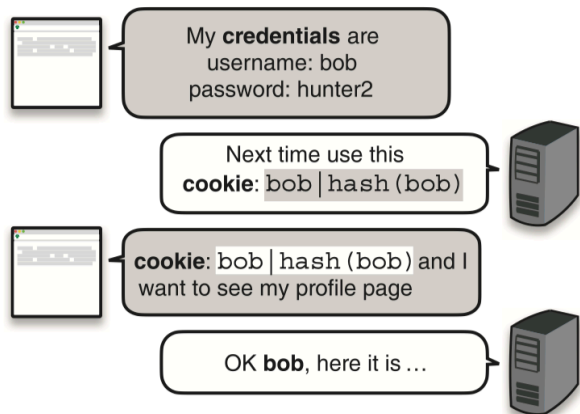 My credentials are
username: bob
password: hunter2
Next time use this
cookie: bob|hash(bob)
cookie: bob|hash(bob) and I
want to see my profile page
OK bob, here it is ...